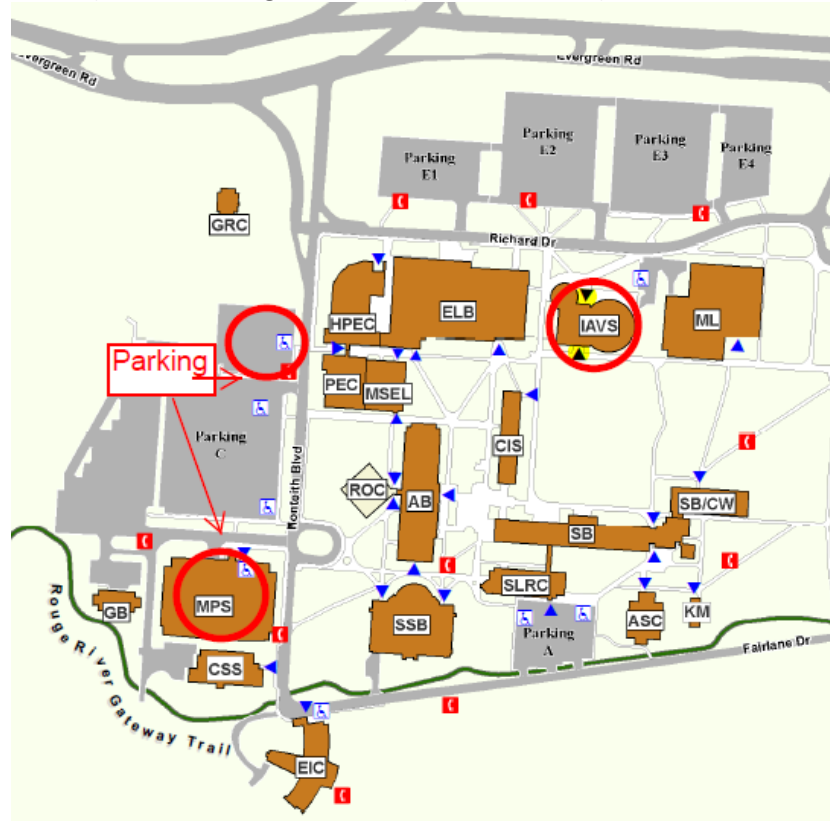 Evergreen Rd
Evergreen Rd
Parking
E1
Parking
E2
Parking
E3
Parking
E4
GRC
Richard Dr
HPEC
ELB
IAVS
ML
Parking
PEC
MSEL
CIS
Parking
C
Monteith Blvd
ROC
AB
SB/CW
SB
SLRC
MPS
GB
SSB
Parking
A
ASC
KM
Fairlane Dr
CSS
Rouge River Gateway Trail
EIC